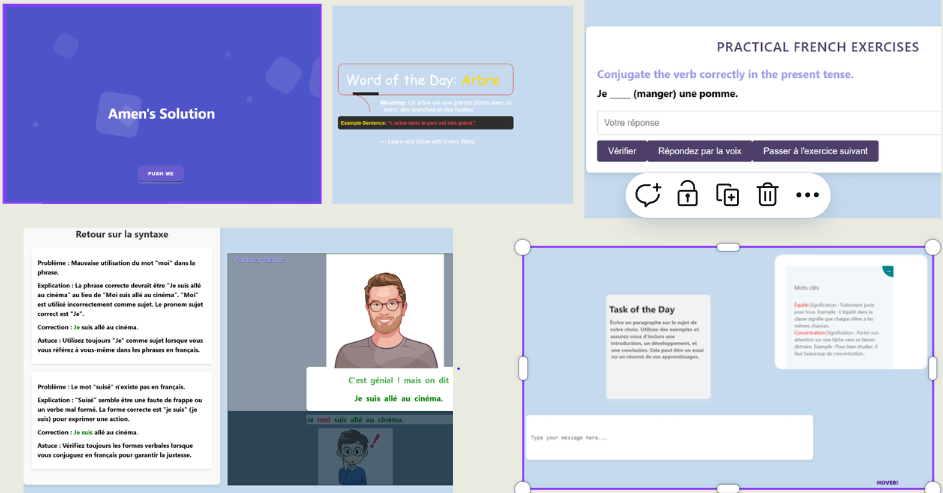 Amen's Solution
PUSH ME
Word of the Day: Arbre
Meaning: Un arbre est une grande plante avec un
tronc, des branches et des feuilles.
Example Sentence: "L'arbre dans le parc est très grand."
— Learn and Grow with Every Word
PRACTICAL FRENCH EXERCISES
Conjugate the verb correctly in the present tense.
Je ____ (manger) une pomme.
Votre réponse
Vérifier
Répondez par la voix
Passer à l'exercice suivant
Retour sur la syntaxe
Problème : Mauvaise utilisation du mot "moi" dans la
phrase.
Explication : La phrase correcte devrait être "Je suis allé
au cinéma" au lieu de "Moi suis allé au cinéma". "Moi"
est utilisé incorrectement comme sujet. Le pronom sujet
correct est "Je".
Correction : Je suis allé au cinéma.
Astuce : Utilisez toujours "Je" comme sujet lorsque vous
vous référez à vous-même dans les phrases en français.
Problème : Le mot "suisé" n'existe pas en français.
Explication : "Suisé" semble être une faute de frappe ou
un verbe mal formé. La forme correcte est "je suis" (je
suis) pour exprimer une action.
Correction : Je suis allé au cinéma.
Astuce : Vérifiez toujours les formes verbales lorsque
vous conjuguez en français pour garantir la justesse.
C'est génial ! mais on dit
Je suis allé au cinéma.
Je moi suis allé au cinéma.
Task of the Day
Écrire un paragraphe sur le sujet de
votre choix. Utilisez des exemples et
assurez-vous d'inclure une
introduction, un développement, et
une conclusion. Cela peut être un essai
ou un résumé de vos apprentissages.
Mots clés
Équité:Signification : Traitement juste
pour tous. Exemple : L'équité dans la
classe signifie que chaque élève a les
mêmes chances.
Concentration:Signification : Porter son
attention sur une tâche sans se laisser
distraire. Exemple : Pour bien étudier, il
faut beaucoup de concentration..
Type your message here...
HOVER!